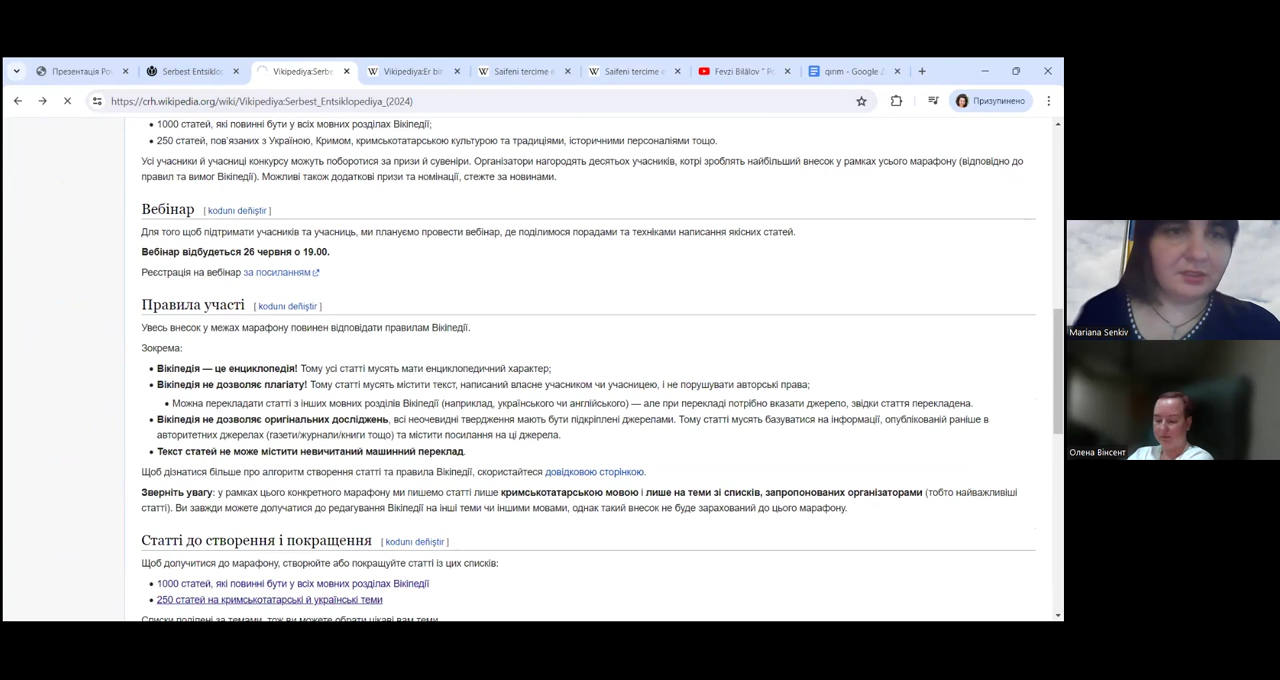 Презентація Ро
Serbest Entsiklop
Vikipediya:Serbe
Vikipediya:Er bir
Saifeni tercime e
Saifeni tercime e
Fevzi Bilâlov " Po
qırım - Google Д
https://crh.wikipedia.org/wiki/Vikipediya:Serbest_Entsiklopediya_(2024)
Призупинено
1000 статей, які повинні бути у всіх мовних розділах Вікіпедії;
250 статей, пов'язаних з Україною, Кримом, кримськотатарською культурою та традиціями, історичними персоналіями тощо.
Усі учасники й учасниці конкурсу можуть поборотися за призи й сувеніри. Організатори нагородять десятьох учасників, котрі зроблять найбільший внесок у рамках усього марафону (відповідно до
правил та вимог Вікіпедії). Можливі також додаткові призи та номінації, стежте за новинами.
Вебінар [ kodunı deñiştir ]
Для того щоб підтримати учасників та учасниць, ми плануємо провести вебінар, де поділимося порадами та техніками написання якісних статей.
Вебінар відбудеться 26 червня о 19.00.
Реєстрація на вебінар за посиланням
Правила участі [ kodunı deñiştir ]
Увесь внесок у межах марафону повинен відповідати правилам Вікіпедії.
Зокрема:
Вікіпедія — це енциклопедія! Тому усі статті мусять мати енциклопедичний характер;
Вікіпедія не дозволяє плагіату! Тому статті мусять містити текст, написаний власне учасником чи учасницею, і не порушувати авторські права;
Можна перекладати статті з інших мовних розділів Вікіпедії (наприклад, українського чи англійського) — але при перекладі потрібно вказати джерело, звідки стаття перекладена.
Вікіпедія не дозволяє оригінальних досліджень, всі неочевидні твердження мають бути підкріплені джерелами. Тому статті мусять базуватися на інформації, опублікованій раніше в
авторитетних джерелах (газети/журнали/книги тощо) та містити посилання на ці джерела.
Текст статей не може містити невичитаний машинний переклад.
Щоб дізнатися більше про алгоритм створення статті та правила Вікіпедії, скористайтеся довідковою сторінкою.
Зверніть увагу: у рамках цього конкретного марафону ми пишемо статті лише кримськотатарською мовою і лише на теми зі списків, запропонованих організаторами (тобто найважливіші
статті). Ви завжди можете долучатися до редагування Вікіпедії на інші теми чи іншими мовами, однак такий внесок не буде зарахований до цього марафону.
Статті до створення і покращення [ kodunı deñiştir ]
Щоб долучитися до марафону, створюйте або покращуйте статті із цих списків:
1000 статей, які повинні бути у всіх мовних розділах Вікіпедії
250 статей на кримськотатарські й українські теми
Списки поділені за темами, тож ви можете обрати цікаві вам теми
Mariana Senkiv
Олена Вінсент